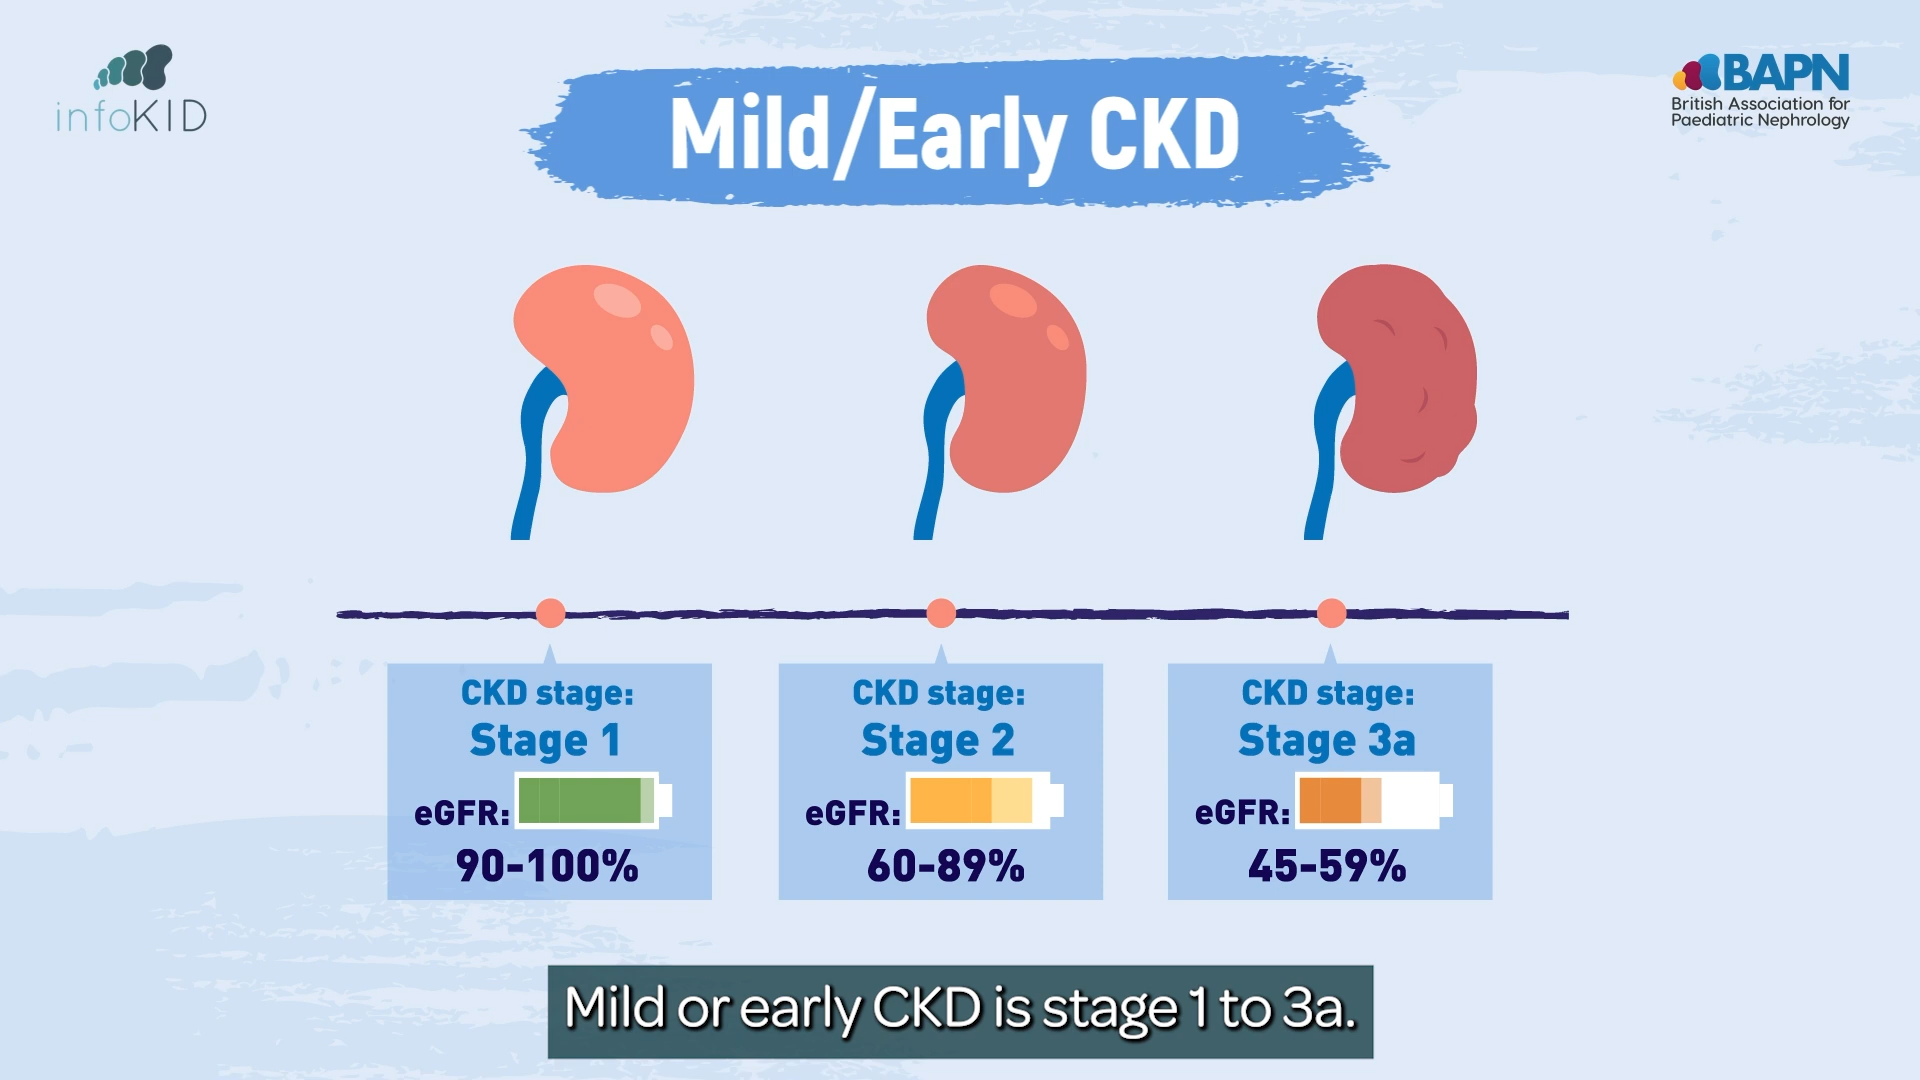 infoKID
BAPN
British Association for
Paediatric Nephrology
Mild/Early CKD
CKD stage:
Stage 1
eGFR:
90-100%
CKD stage:
Stage 2
eGFR:
60-89%
CKD stage:
Stage 3a
eGFR:
45-59%
Mild or early CKD is stage 1 to 3a.